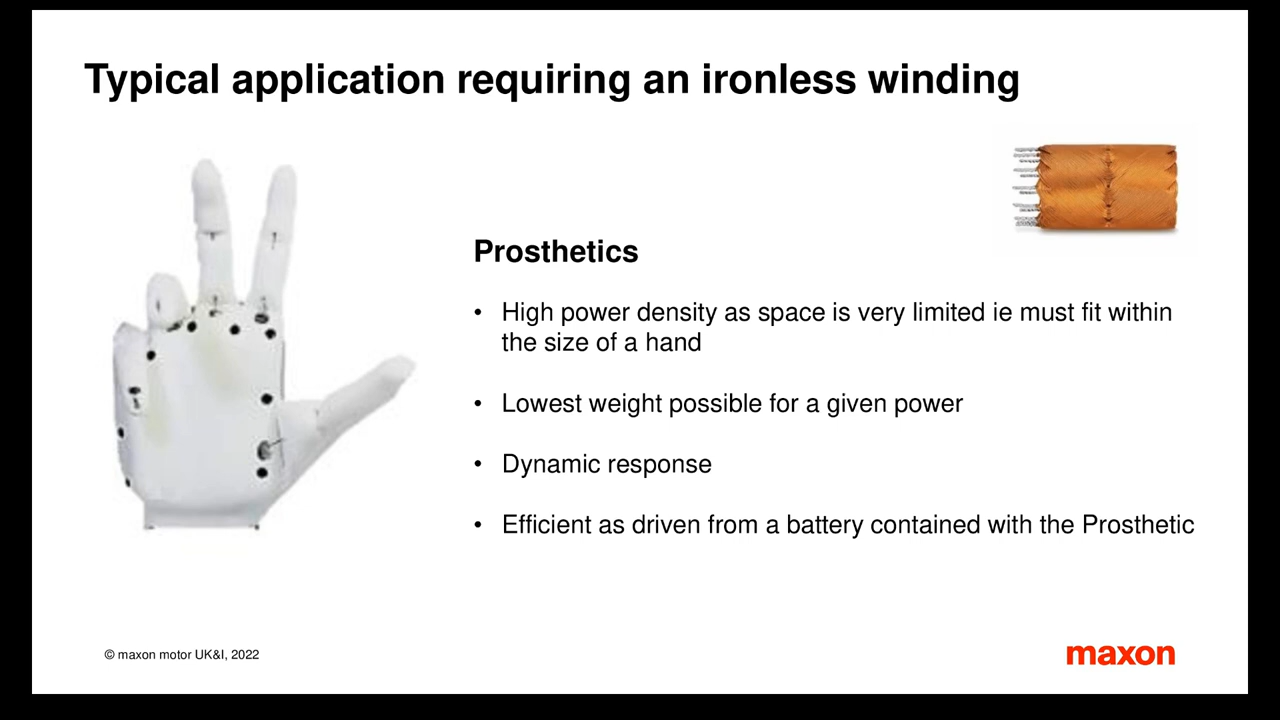 Typical application requiring an ironless winding
Prosthetics
• High power density as space is very limited ie must fit within
the size of a hand
• Lowest weight possible for a given power
• Dynamic response
• Efficient as driven from a battery contained with the Prosthetic
© maxon motor UK&I, 2022
maxon